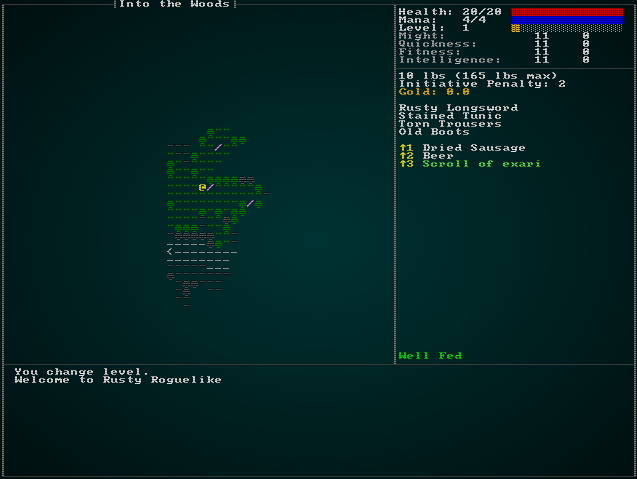 Into the Woods
Health: 20/20
Mana: 4/4
Level: 1
Might: 11 0
Quickness: 11 0
Fitness: 11 0
Intelligence: 11 0
10 lbs (165 lbs max)
Initiative Penalty: 2
Gold: 0.0
Rusty Longsword
Stained Tunic
Torn Trousers
Old Boots
↑1 Dried Sausage
↑2 Beer
↑3 Scroll of exari
Well Fed
You change level.
Welcome to Rusty Roguelike